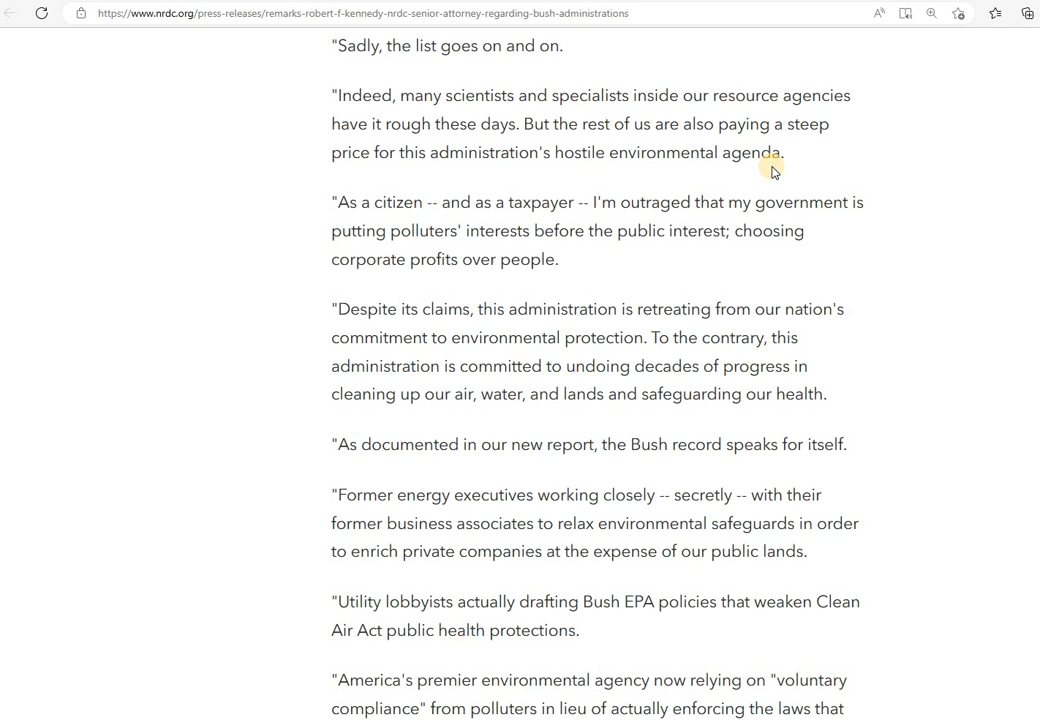 https://www.nrdc.org/press-releases/remarks-robert-f-kennedy-nrdc-senior-attorney-regarding-bush-administrations
"Sadly, the list goes on and on.
"Indeed, many scientists and specialists inside our resource agencies
have it rough these days. But the rest of us are also paying a steep
price for this administration's hostile environmental agenda.
"As a citizen -- and as a taxpayer -- I'm outraged that my government is
putting polluters' interests before the public interest; choosing
corporate profits over people.
"Despite its claims, this administration is retreating from our nation's
commitment to environmental protection. To the contrary, this
administration is committed to undoing decades of progress in
cleaning up our air, water, and lands and safeguarding our health.
"As documented in our new report, the Bush record speaks for itself.
"Former energy executives working closely -- secretly -- with their
former business associates to relax environmental safeguards in order
to enrich private companies at the expense of our public lands.
"Utility lobbyists actually drafting Bush EPA policies that weaken Clean
Air Act public health protections.
"America's premier environmental agency now relying on "voluntary
compliance" from polluters in lieu of actually enforcing the laws that